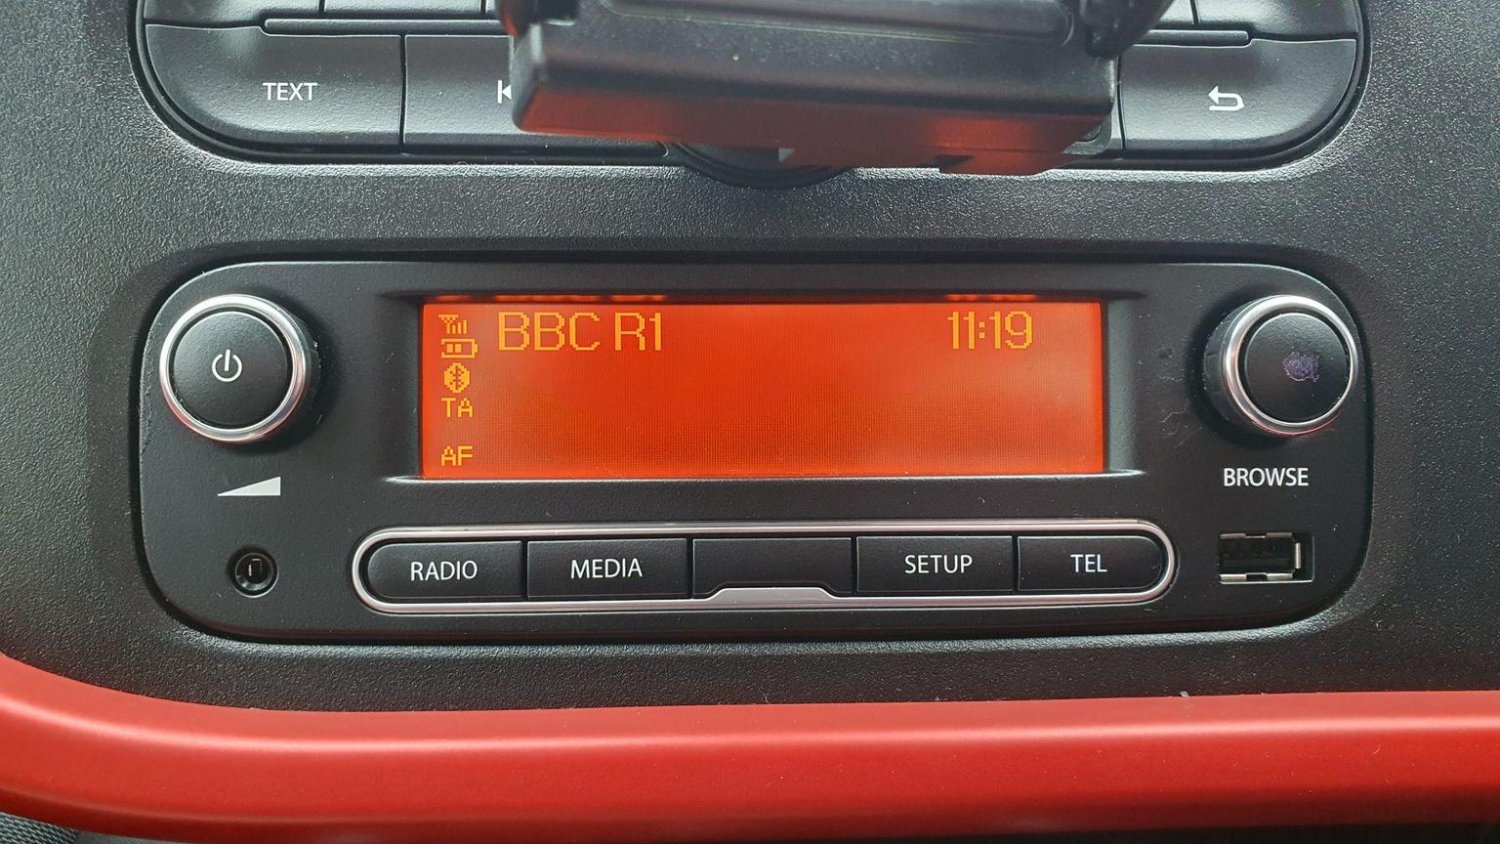 TEXT
BBC R1 11:19
TA
AF
BROWSE
RADIO MEDIA SETUP TEL